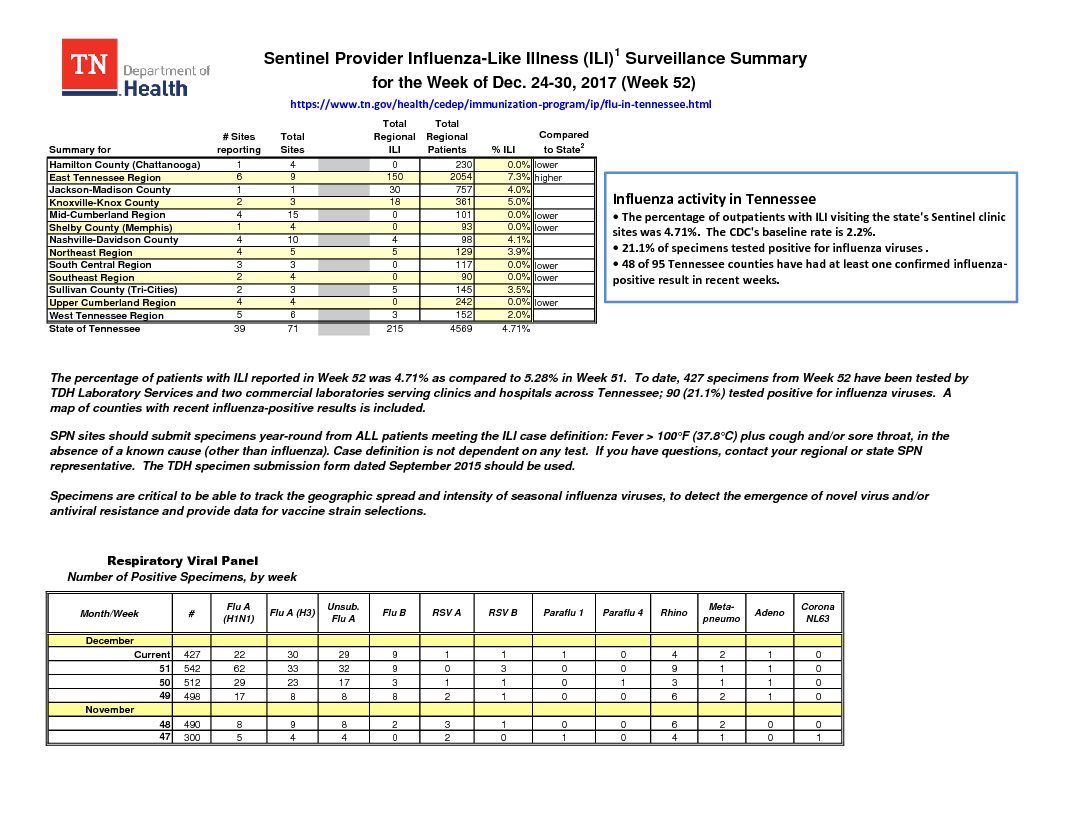 TN
Department of
Health
Sentinel Provider Influenza-Like Illness (ILI)1 Surveillance Summary
for the Week of Dec. 24-30, 2017 (Week 52)
https://www.tn.gov/health/cedep/immunization-program/ip/flu-in-tennessee.html
Summary for # Sites reporting Total Sites Total Regional ILI Total Regional Patients % ILI Compared to State2
Hamilton County (Chattanooga) 1 4 0 230 0.0% lower
East Tennessee Region 6 9 150 2054 7.3% higher
Jackson-Madison County 1 1 30 757 4.0%
Knoxville-Knox County 2 3 18 361 5.0%
Mid-Cumberland Region 4 15 0 101 0.0% lower
Shelby County (Memphis) 1 4 0 93 0.0% lower
Nashville-Davidson County 4 10 4 98 4.1%
Northeast Region 4 5 5 129 3.9%
South Central Region 3 3 0 117 0.0% lower
Southeast Region 2 4 0 90 0.0% lower
Sullivan County (Tri-Cities) 2 3 5 145 3.5%
Upper Cumberland Region 4 4 0 242 0.0% lower
West Tennessee Region 5 6 3 152 2.0%
State of Tennessee 39 71 215 4569 4.71%
Influenza activity in Tennessee
• The percentage of outpatients with ILI visiting the state's Sentinel clinic
sites was 4.71%. The CDC's baseline rate is 2.2%.
• 21.1% of specimens tested positive for influenza viruses .
• 48 of 95 Tennessee counties have had at least one confirmed influenza-
positive result in recent weeks.
The percentage of patients with ILI reported in Week 52 was 4.71% as compared to 5.28% in Week 51. To date, 427 specimens from Week 52 have been tested by
TDH Laboratory Services and two commercial laboratories serving clinics and hospitals across Tennessee; 90 (21.1%) tested positive for influenza viruses. A
map of counties with recent influenza-positive results is included.
SPN sites should submit specimens year-round from ALL patients meeting the ILI case definition: Fever > 100°F (37.8°C) plus cough and/or sore throat, in the
absence of a known cause (other than influenza). Case definition is not dependent on any test. If you have questions, contact your regional or state SPN
representative. The TDH specimen submission form dated September 2015 should be used.
Specimens are critical to be able to track the geographic spread and intensity of seasonal influenza viruses, to detect the emergence of novel virus and/or
antiviral resistance and provide data for vaccine strain selections.
Respiratory Viral Panel
Number of Positive Specimens, by week
Month/Week # Flu A (H1N1) Flu A (H3) Unsub. Flu A Flu B RSV A RSV B Paraflu 1 Paraflu 4 Rhino Meta-pneumo Adeno Corona NL63
December
Current 427 22 30 29 9 1 1 1 0 4 2 1 0
51 542 62 33 32 9 0 3 0 0 9 1 1 0
50 512 29 23 17 3 1 1 0 1 3 1 1 0
49 498 17 8 8 8 2 1 0 0 6 2 1 0
November
48 490 8 9 8 2 3 1 0 0 6 2 0 0
47 300 5 4 4 0 2 0 1 0 4 1 0 1